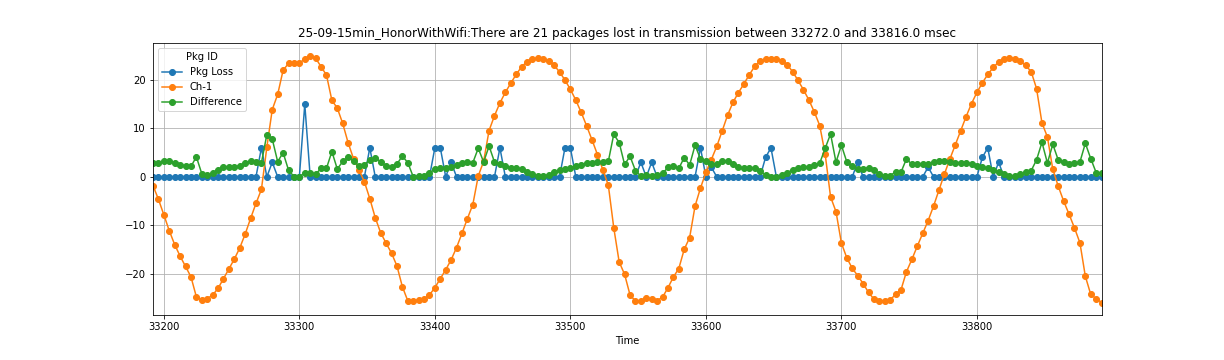 25-09-15min_HonorWithWifi:There are 21 packages lost in transmission between 33272.0 and 33816.0 msec
Pkg ID
Pkg Loss
Ch-1
Difference
20
10
0
−10
−20
33200 33300 33400 33500 33600 33700 33800
Time